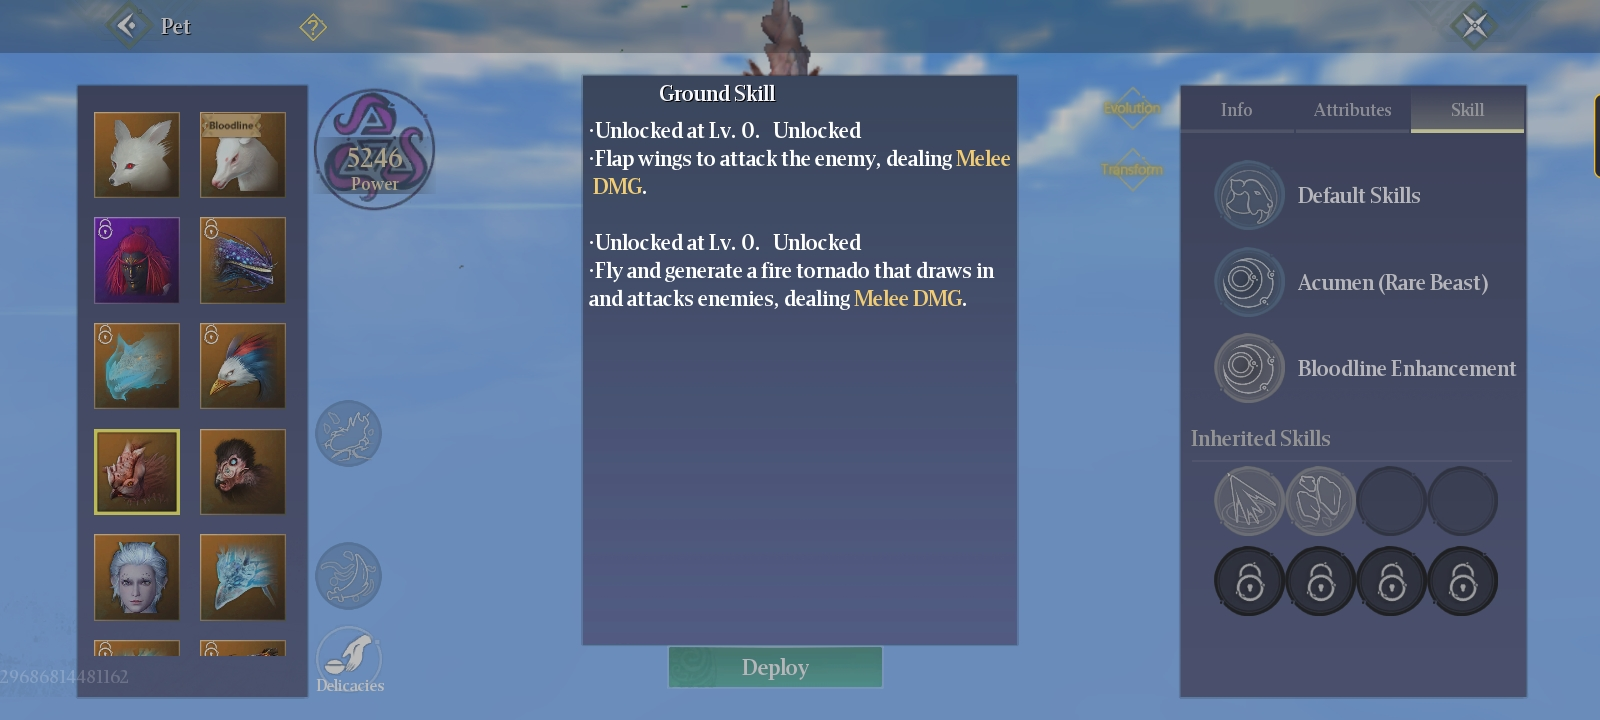 Pet
?
Bloodline
5246
Power
Delicacies
29686814481162
Ground Skill
·Unlocked at Lv. 0. Unlocked
·Flap wings to attack the enemy, dealing Melee
DMG.
·Unlocked at Lv. 0. Unlocked
·Fly and generate a fire tornado that draws in
and attacks enemies, dealing Melee DMG.
Deploy
Evolution
Transform
Info
Attributes
Skill
Default Skills
Acumen (Rare Beast)
Bloodline Enhancement
Inherited Skills